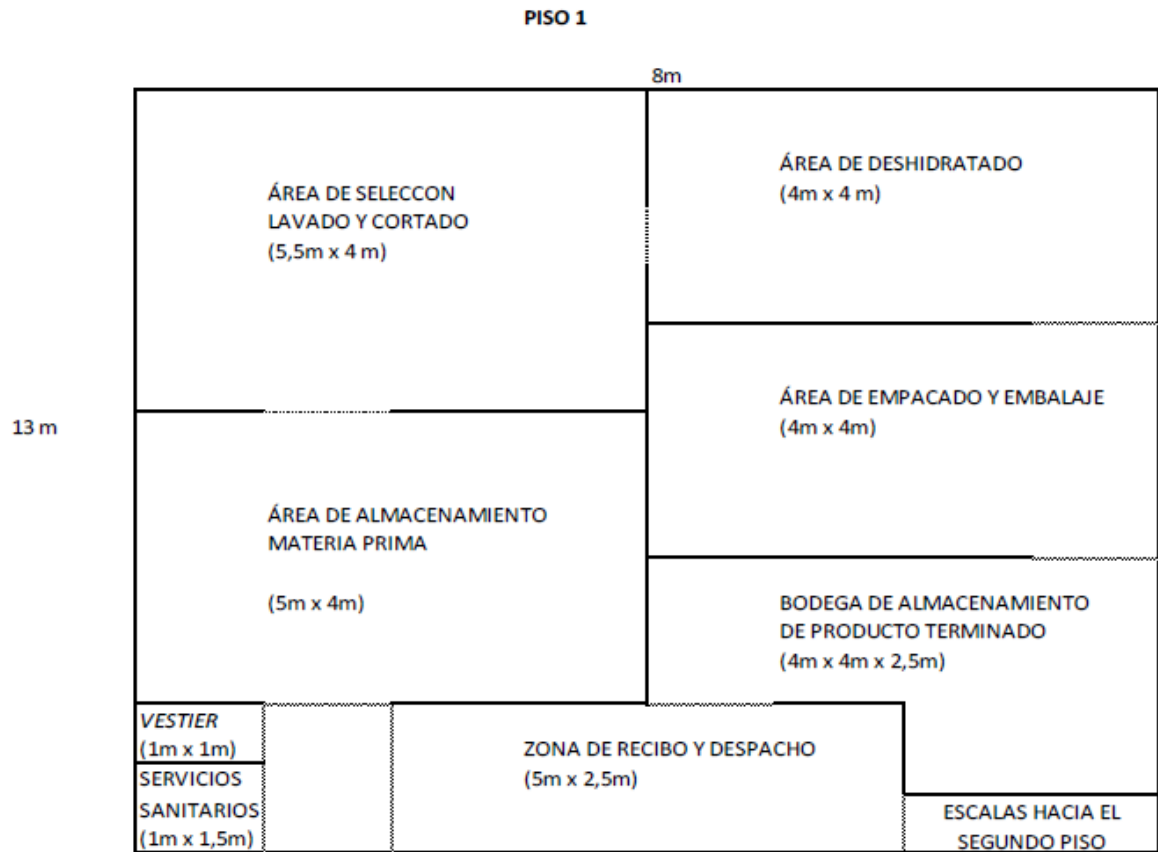 PISO 1
8m
ÁREA DE SELECCON
LAVADO Y CORTADO
(5,5m x 4 m)
ÁREA DE DESHIDRATADO
(4m x 4 m)
13 m
ÁREA DE EMPACADO Y EMBALAJE
(4m x 4m)
ÁREA DE ALMACENAMIENTO
MATERIA PRIMA
(5m x 4m)
BODEGA DE ALMACENAMIENTO
DE PRODUCTO TERMINADO
(4m x 4m x 2,5m)
VESTIER
(1m x 1m)
SERVICIOS
SANITARIOS
(1m x 1,5m)
ZONA DE RECIBO Y DESPACHO
(5m x 2,5m)
ESCALAS HACIA EL
SEGUNDO PISO